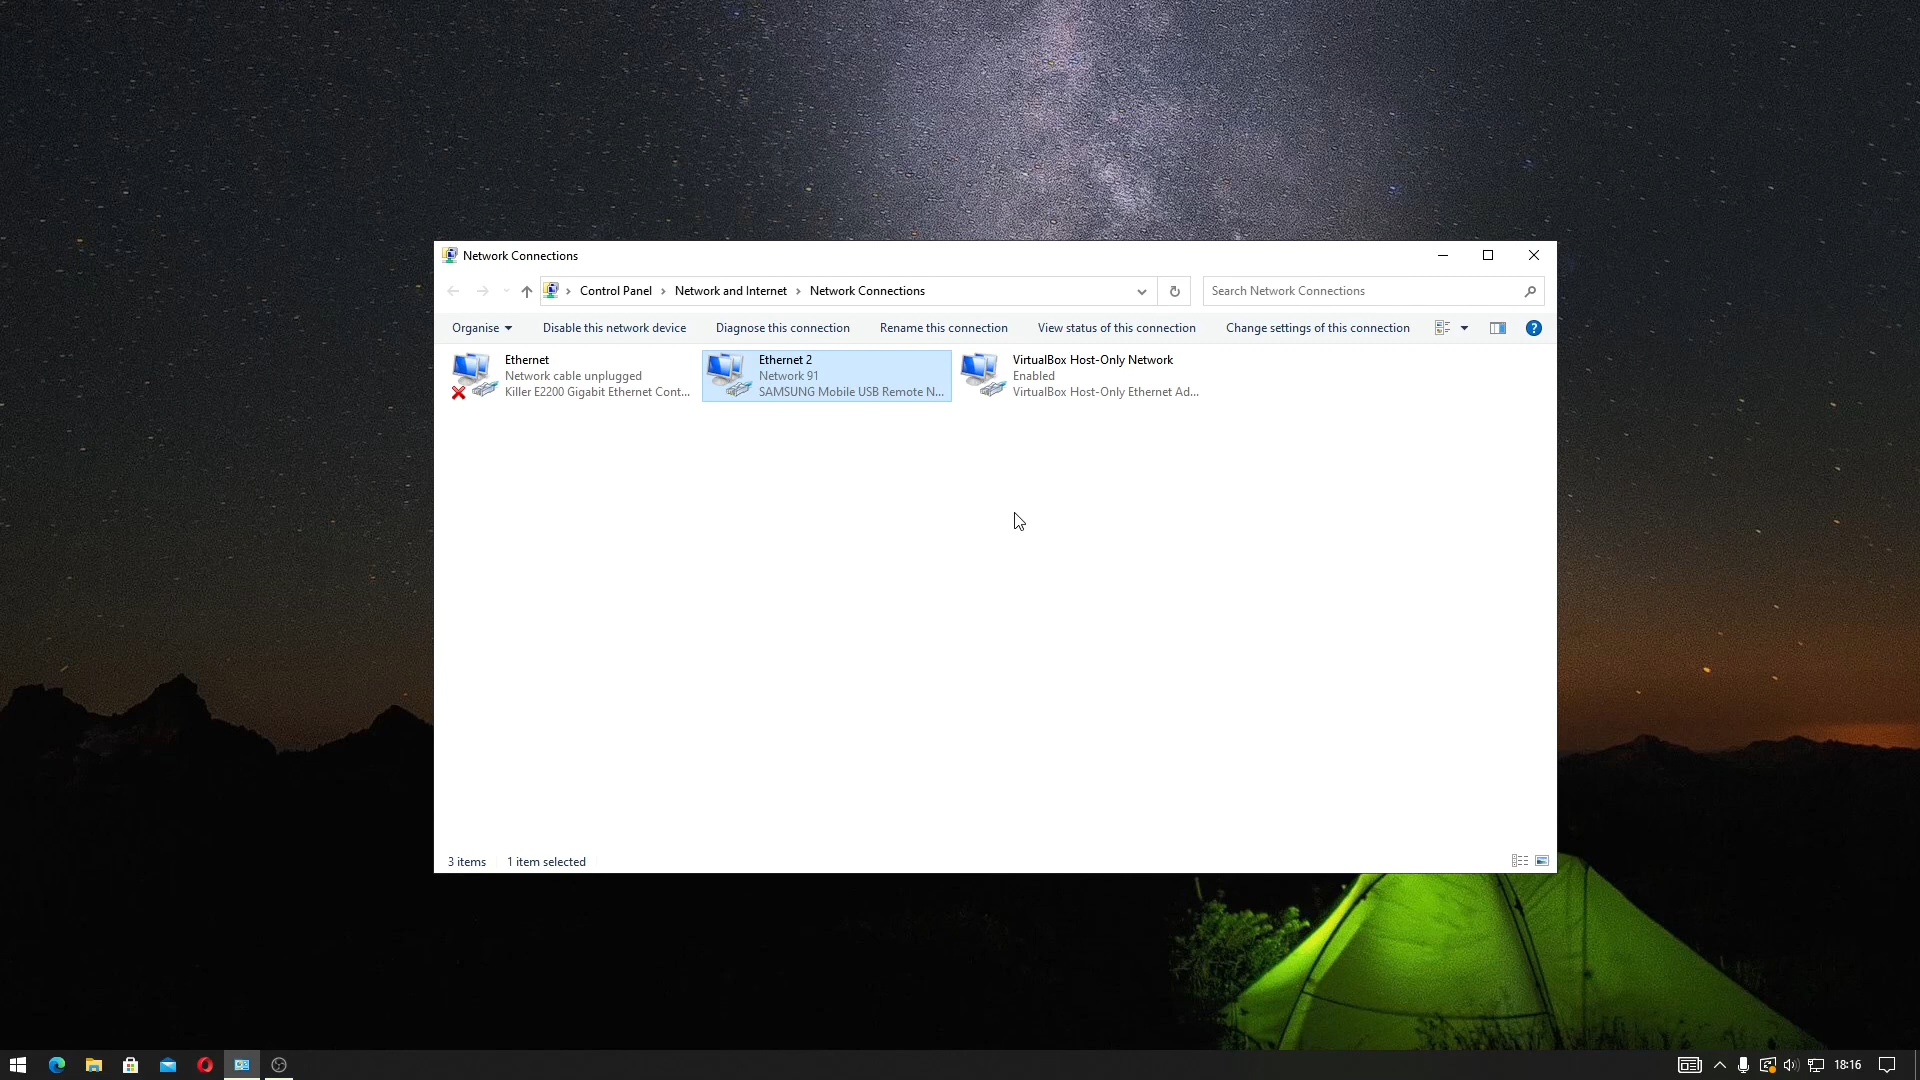 Network Connections
Control Panel
Network and Internet
Network Connections
Search Network Connections
Organise
Disable this network device
Diagnose this connection
Rename this connection
View status of this connection
Change settings of this connection
?
Ethernet
Network cable unplugged
Killer E2200 Gigabit Ethernet Cont...
Ethernet 2
Network 91
SAMSUNG Mobile USB Remote N...
VirtualBox Host-Only Network
Enabled
VirtualBox Host-Only Ethernet Ad...
3 items
1 item selected
18:16